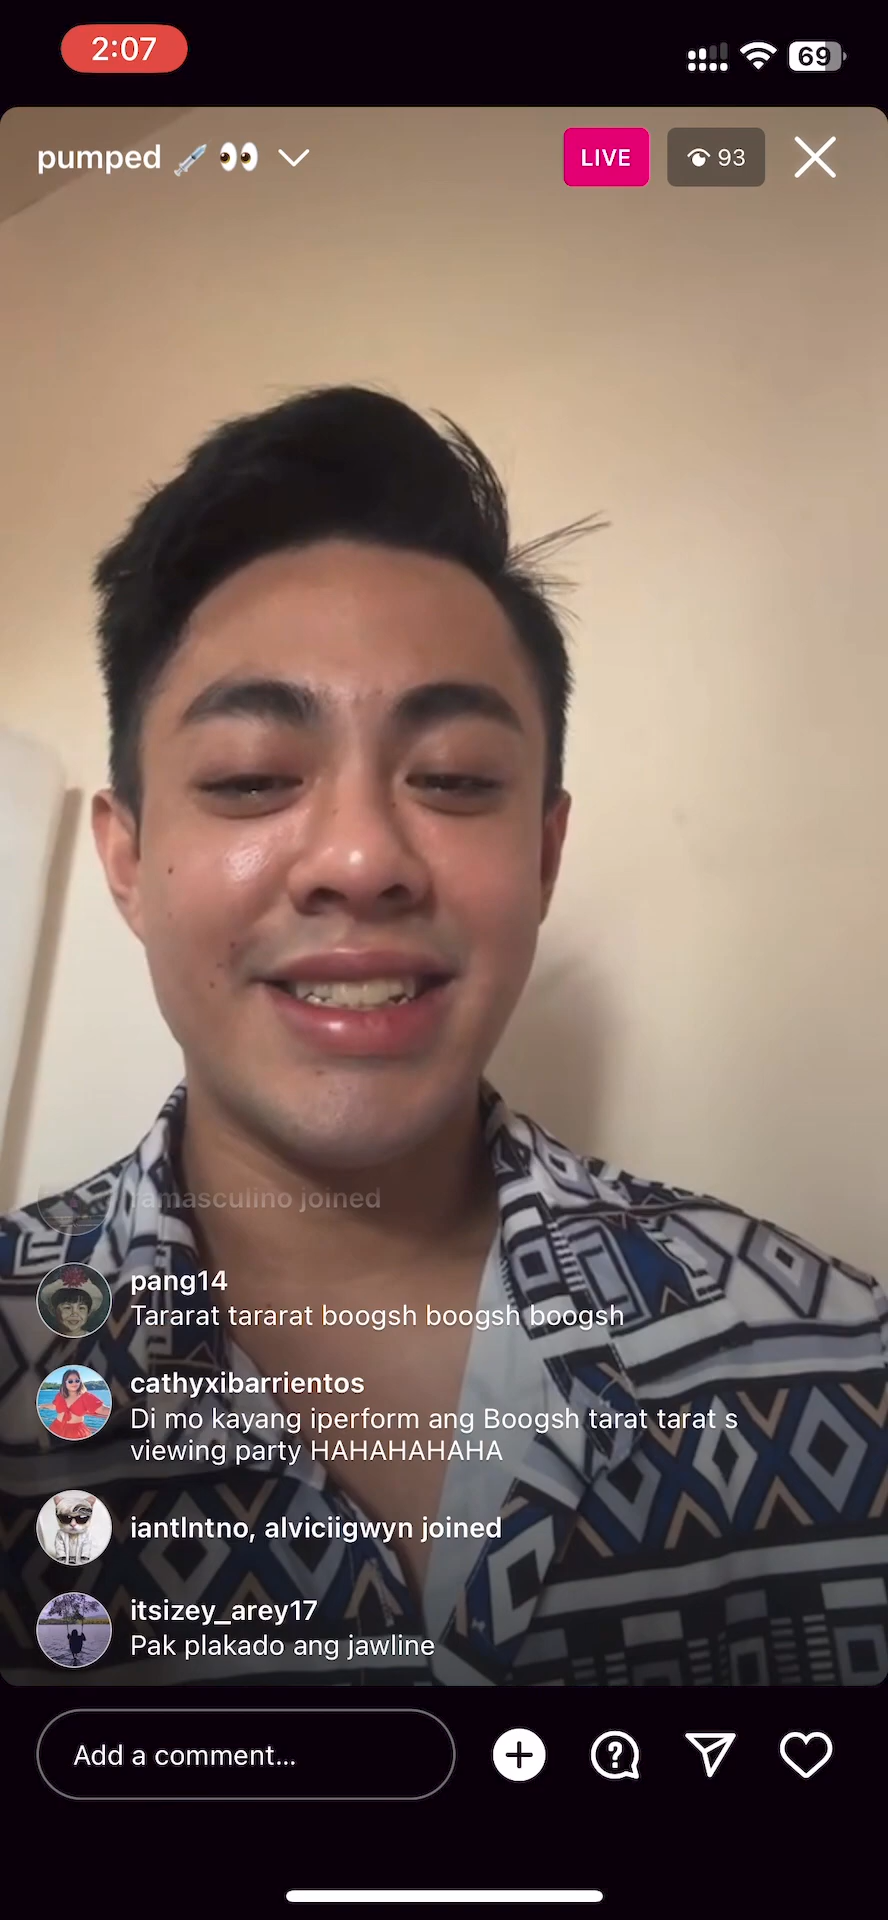 2:07
69
pumped 💉 👀
LIVE
93
joined
pang14
Tararat tararat boogsh boogsh boogsh
cathyxibarrientos
Di mo kayang iperform ang Boogsh tarat tarat s
viewing party HAHAHAHAHA
iantlntno, alviciigwyn joined
itsizey_arey17
Pak plakado ang jawline
Add a comment...